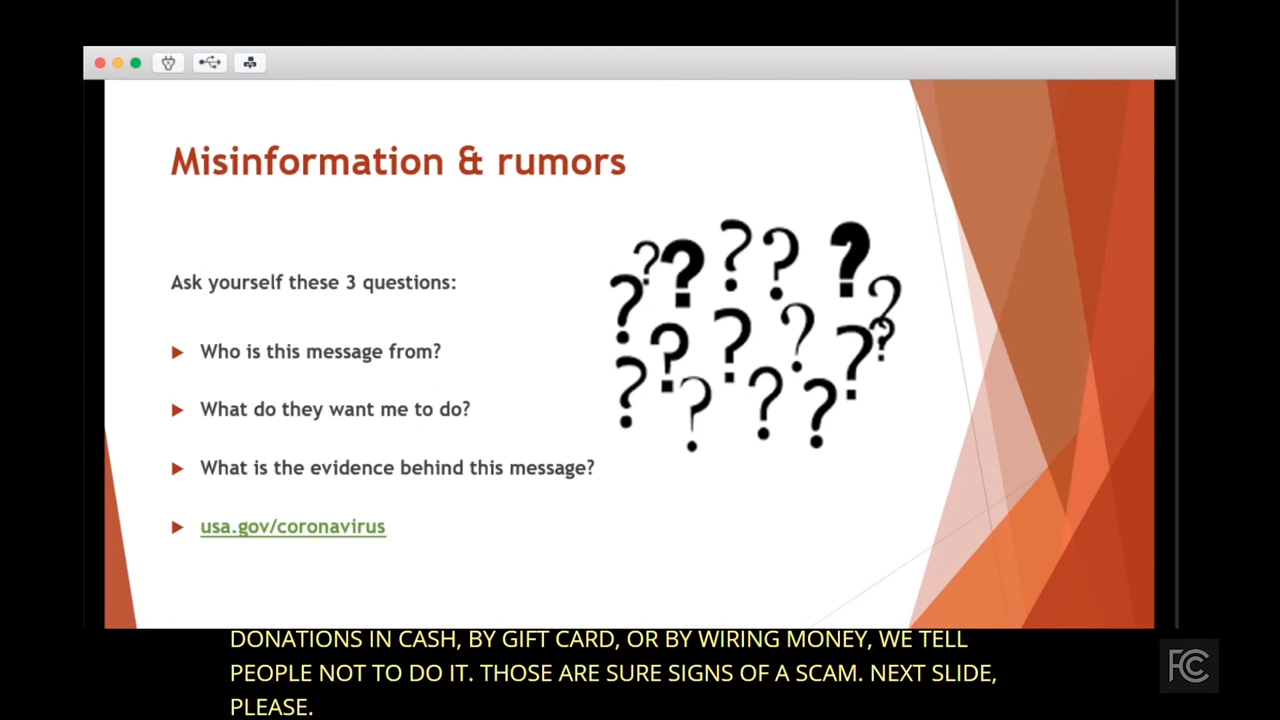 Misinformation & rumors
Ask yourself these 3 questions:
Who is this message from?
What do they want me to do?
What is the evidence behind this message?
usa.gov/coronavirus
? ? ? ? ? ? ? ? ? ? ? ? ? ? ? ? ?
DONATIONS IN CASH, BY GIFT CARD, OR BY WIRING MONEY, WE TELL
PEOPLE NOT TO DO IT. THOSE ARE SURE SIGNS OF A SCAM. NEXT SLIDE,
PLEASE.
FCC